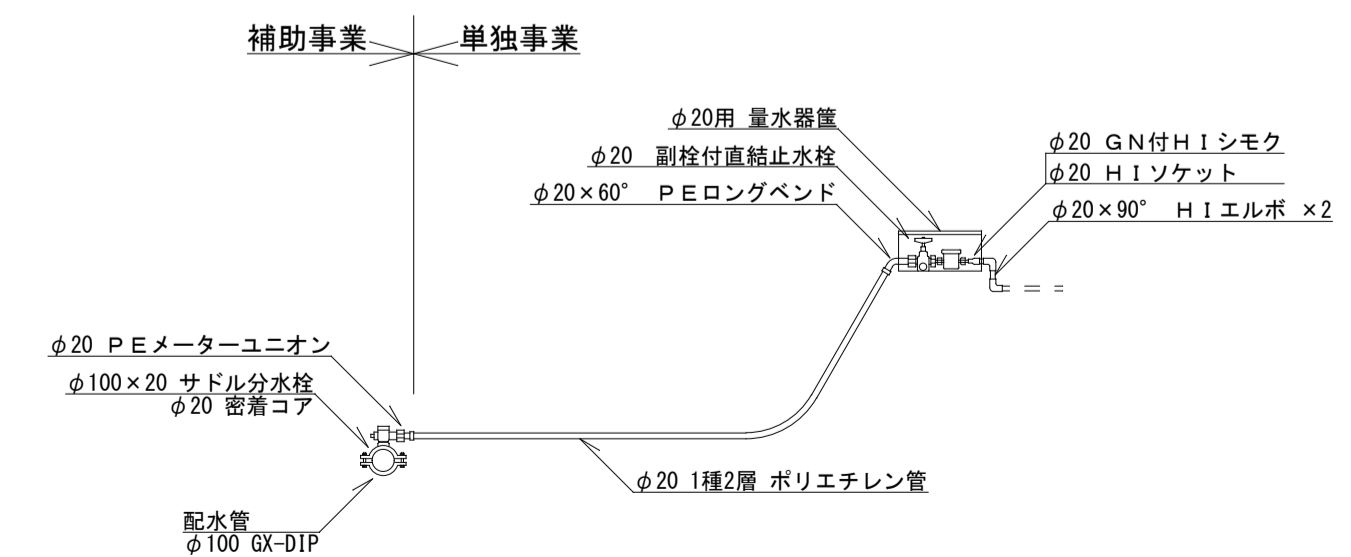 補助事業 単独事業
φ20用 量水器筐
φ20 副栓付直結止水栓
φ20×60° PEロングベンド
φ20 GN付HIシモク
φ20 HIソケット
φ20×90° HIエルボ ×2
φ20 PEメーターユニオン
φ100×20 サドル分水栓
φ20 密着コア
φ20 1種2層 ポリエチレン管
配水管
φ100 GX-DIP